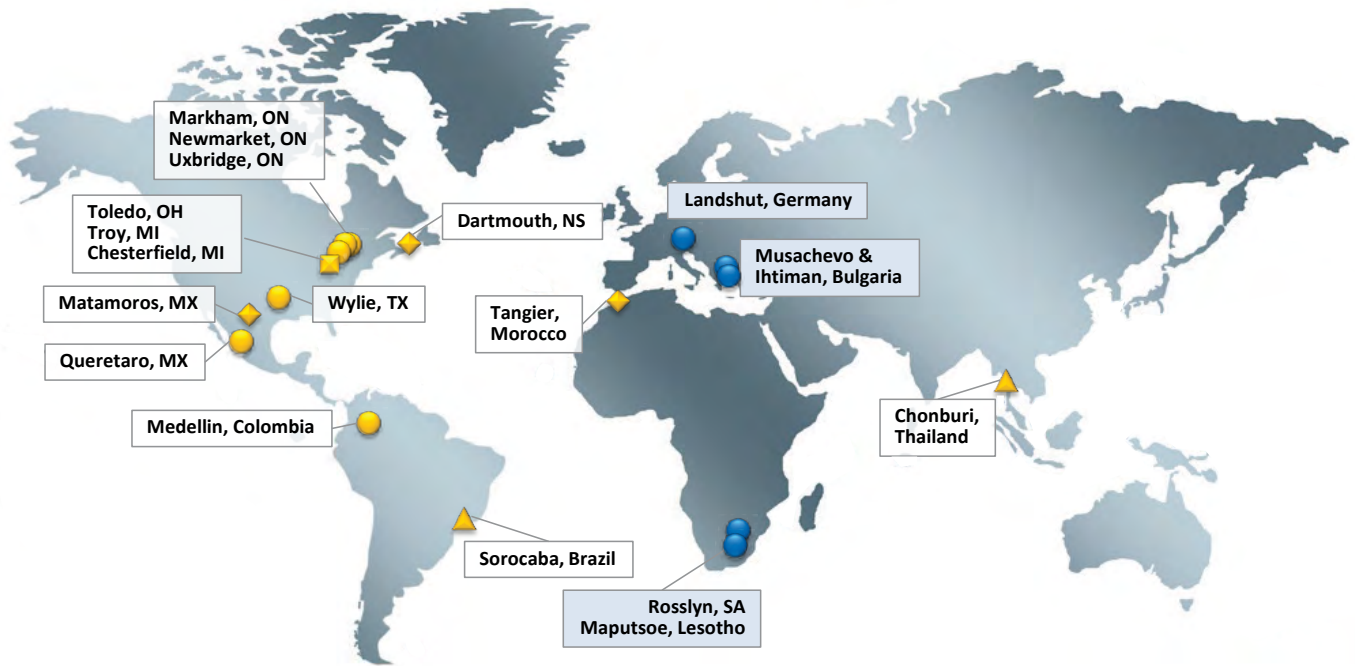 Markham, ON
Newmarket, ON
Uxbridge, ON
Toledo, OH
Troy, MI
Chesterfield, MI
Dartmouth, NS
Landshut, Germany
Musachevo &
Ihtiman, Bulgaria
Matamoros, MX
Wylie, TX
Tangier,
Morocco
Queretaro, MX
Medellin, Colombia
Chonburi,
Thailand
Sorocaba, Brazil
Rosslyn, SA
Maputsoe, Lesotho